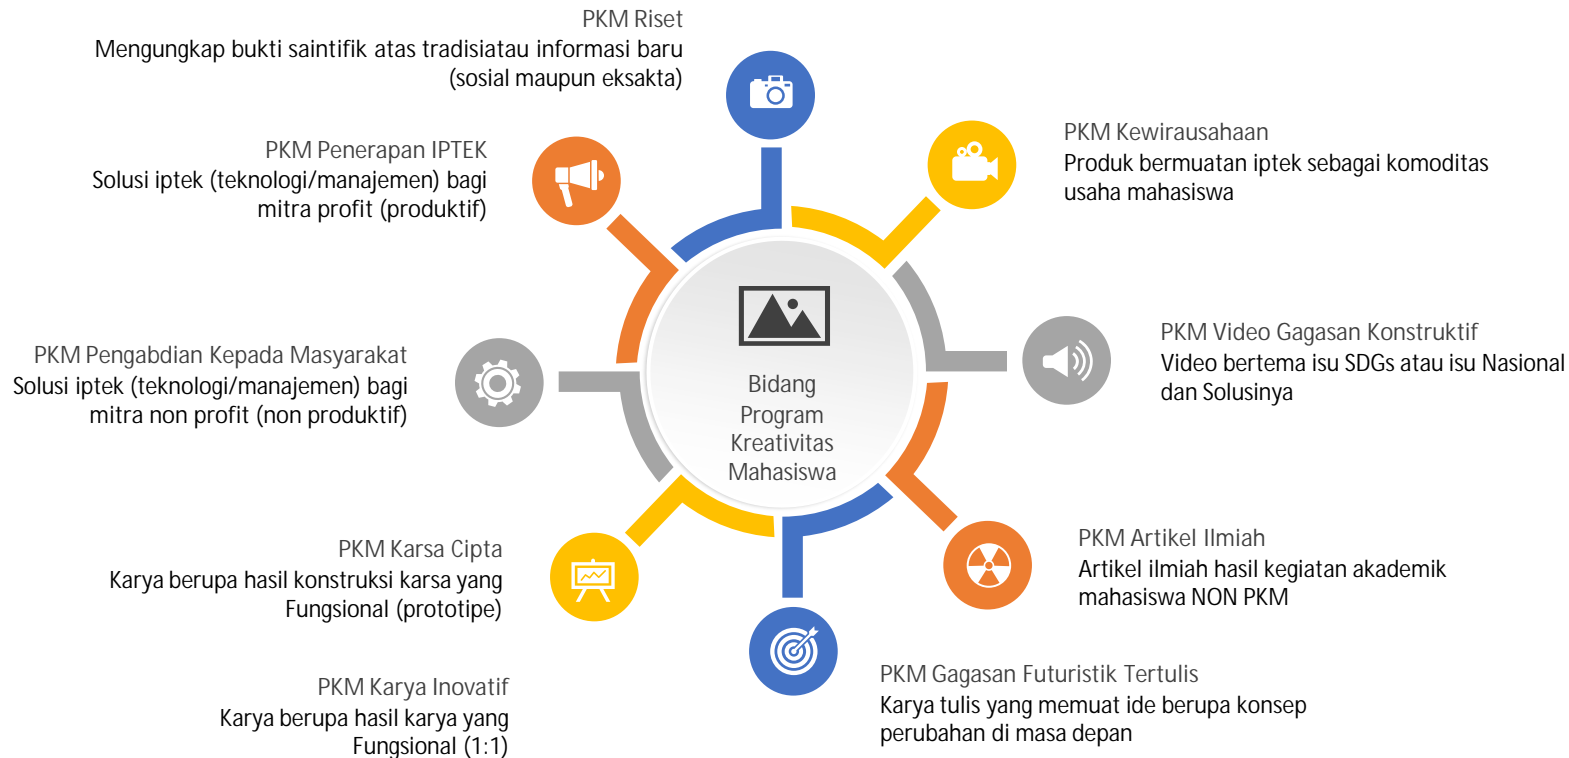 PKM Riset
Mengungkap bukti saintifik atas tradisiatau informasi baru
(sosial maupun eksakta)
PKM Kewirausahaan
Produk bermuatan iptek sebagai komoditas
usaha mahasiswa
PKM Penerapan IPTEK
Solusi iptek (teknologi/manajemen) bagi
mitra profit (produktif)
PKM Video Gagasan Konstruktif
Video bertema isu SDGs atau isu Nasional
dan Solusinya
PKM Pengabdian Kepada Masyarakat
Solusi iptek (teknologi/manajemen) bagi
mitra non profit (non produktif)
Bidang
Program
Kreativitas
Mahasiswa
PKM Artikel Ilmiah
Artikel ilmiah hasil kegiatan akademik
mahasiswa NON PKM
PKM Karsa Cipta
Karya berupa hasil konstruksi karsa yang
Fungsional (prototipe)
PKM Gagasan Futuristik Tertulis
Karya tulis yang memuat ide berupa konsep
perubahan di masa depan
PKM Karya Inovatif
Karya berupa hasil karya yang
Fungsional (1:1)